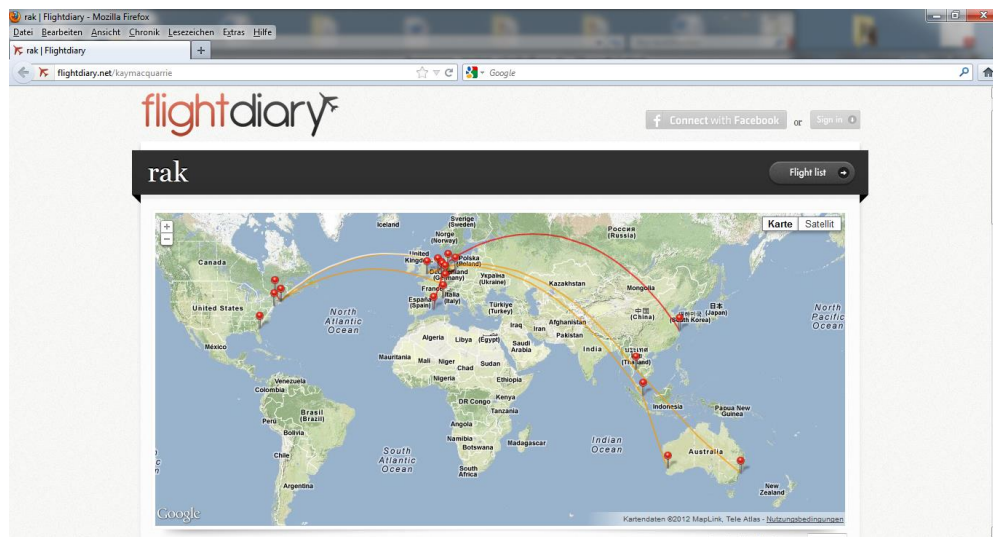 rak | Flightdiary - Mozilla Firefox
Datei Bearbeiten Ansicht Chronik Lesezeichen Extras Hilfe
rak | Flightdiary
flightdiary.net/kaymacquarrie
Google
flightdiary
Connect with Facebook or Sign in
rak
Flight list
Karte Satellit
Iceland
Sverige
(Sweden)
Norge
(Norway)
Россия
(Russia)
Canada
United
Polska
(Poland)
(Germany)
Україна
(Ukraine)
Kazakhstan
Mongolia
France
Italia
(Italy)
España
(Spain)
Türkiye
(Turkey)
United States
North
Atlantic
Ocean
中国
(China)
日本
(Japan)
North
Pacific
Ocean
Iraq
Iran
Afghanistan
Pakistan
México
Algeria
Libya
(Egypt)
Saudi
Arabia
India
(Thailand)
Mauritania
Mali
Niger
Chad
Sudan
Venezuela
Colombia
Nigeria
Ethiopia
DR Congo
Kenya
Tanzania
Indonesia
Papua New
Guinea
Perú
Brasil
(Brazil)
Bolivia
Angola
Namibia
Botswana
Madagascar
Indian
Ocean
Australia
Chile
South
Atlantic
Ocean
South
Africa
Argentina
New
Zealand
Google
Kartendaten ©2012 MapLink, Tele Atlas - Nutzungsbedingungen